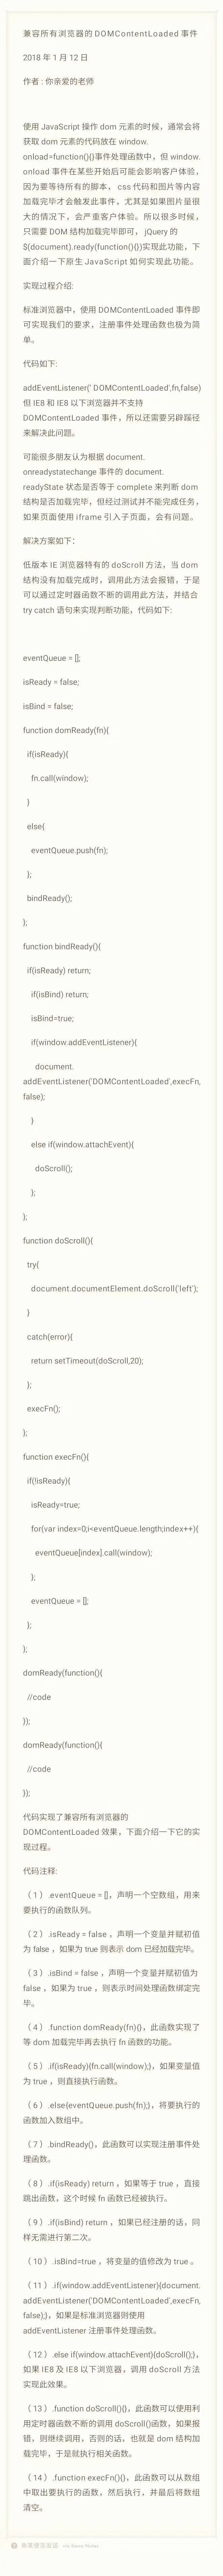 兼容所有浏览器的 DOMContentLoaded 事件
2018 年 1 月 12 日
作者：你亲爱的老师
使用 JavaScript 操作 dom 元素的时候，通常会将
获取 dom 元素的代码放在 window.
onload=function(){}事件处理函数中，但 window.
onload 事件在某些开始后可能会影响客户体验，
因为要等待所有的脚本， css 代码和图片等内容
加载完毕才会触发此事件，尤其是如果图片量很
大的情况下，会严重客户体验。所以很多时候，
只需要 DOM 结构加载完毕即可， jQuery 的
$(document).ready(function(){})实现此功能，下
面介绍一下原生 JavaScript 如何实现此功能。
实现过程介绍:
标准浏览器中，使用 DOMContentLoaded 事件即
可实现我们的要求，注册事件处理函数也极为简
单。
代码如下:
addEventListener(' DOMContentLoaded',fn,false)
但 IE8 和 IE8 以下浏览器并不支持
DOMContentLoaded 事件，所以还需要另辟蹊径
来解决此问题。
可能很多朋友认为根据 document.
onreadystatechange 事件的 document.
readyState 状态是否等于 complete 来判断 dom
结构是否加载完毕，但经过测试并不能完成任务，
如果页面使用 iframe 引入子页面，会有问题。
解决方案如下：
低版本 IE 浏览器特有的 doScroll 方法，当 dom
结构没有加载完成时，调用此方法会报错，于是
可以通过定时器函数不断的调用此方法，并结合
try catch 语句来实现判断功能，代码如下:
eventQueue = [];
isReady = false;
isBind = false;
function domReady(fn){
if(isReady){
fn.call(window);
}
else{
eventQueue.push(fn);
};
bindReady();
};
function bindReady(){
if(isReady) return;
if(isBind) return;
isBind=true;
if(window.addEventListener){
document.
addEventListener('DOMContentLoaded',execFn,
false);
}
else if(window.attachEvent){
doScroll();
};
};
function doScroll(){
try{
document.documentElement.doScroll('left');
}
catch(error){
return setTimeout(doScroll,20);
};
execFn();
};
function execFn(){
if(!isReady){
isReady=true;
for(var index=0;i<eventQueue.length;index++){
eventQueue[index].call(window);
};
eventQueue = [];
};
};
domReady(function(){
//code
});
domReady(function(){
//code
});
代码实现了兼容所有浏览器的
DOMContentLoaded 效果，下面介绍一下它的实
现过程。
代码注释:
（ 1 ）.eventQueue = []，声明一个空数组，用来
要执行的函数队列。
（ 2 ）.isReady = false ，声明一个变量并赋初值
为 false ，如果为 true 则表示 dom 已经加载完毕。
（ 3 ）.isBind = false ，声明一个变量并赋初值为
false ，如果为 true ，则表示时间处理函数绑定完
毕。
（ 4 ）.function domReady(fn){}，此函数实现了
等 dom 加载完毕再去执行 fn 函数的功能。
（ 5 ）.if(isReady){fn.call(window);}，如果变量值
为 true ，则直接执行函数。
（ 6 ）.else{eventQueue.push(fn);}，将要执行的
函数加入数组中。
（ 7 ）.bindReady()，此函数可以实现注册事件处
理函数。
（ 8 ）.if(isReady) return ，如果等于 true ，直接
跳出函数，这个时候 fn 函数已经被执行。
（ 9 ）.if(isBind) return ，如果已经注册的话，同
样无需进行第二次。
（ 10 ）.isBind=true ，将变量的值修改为 true 。
（ 11 ）.if(window.addEventListener){document.
addEventListener('DOMContentLoaded',execFn,
false);}，如果是标准浏览器则使用
addEventListener 注册事件处理函数。
（ 12 ）.else if(window.attachEvent){doScroll();}，
如果 IE8 及 IE8 以下浏览器，调用 doScroll 方法
实现此效果。
（ 13 ）.function doScroll(){}，此函数可以使用利
用定时器函数不断的调用 doScroll()函数，如果报
错，则继续调用，否则的话，也就是 dom 结构加
载完毕，于是就执行相关函数。
（ 14 ）.function execFn(){}，此函数可以从数组
中取出要执行的函数，然后执行，并最后将数组
清空。